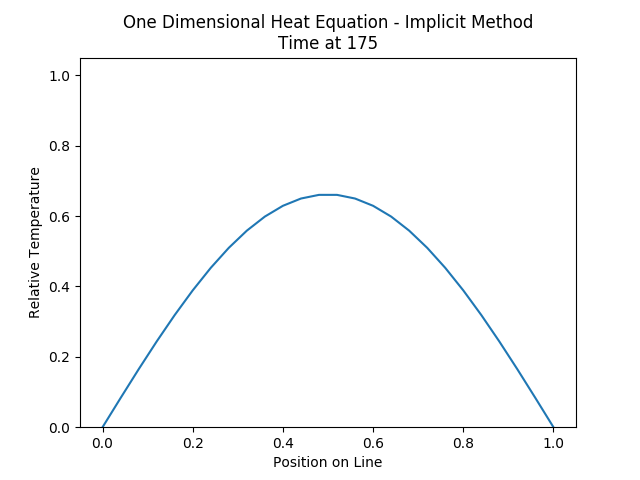 One Dimensional Heat Equation - Implicit Method
Time at 175
1.0
0.8
0.6
0.4
0.2
0.0
Relative Temperature
0.0 0.2 0.4 0.6 0.8 1.0
Position on Line